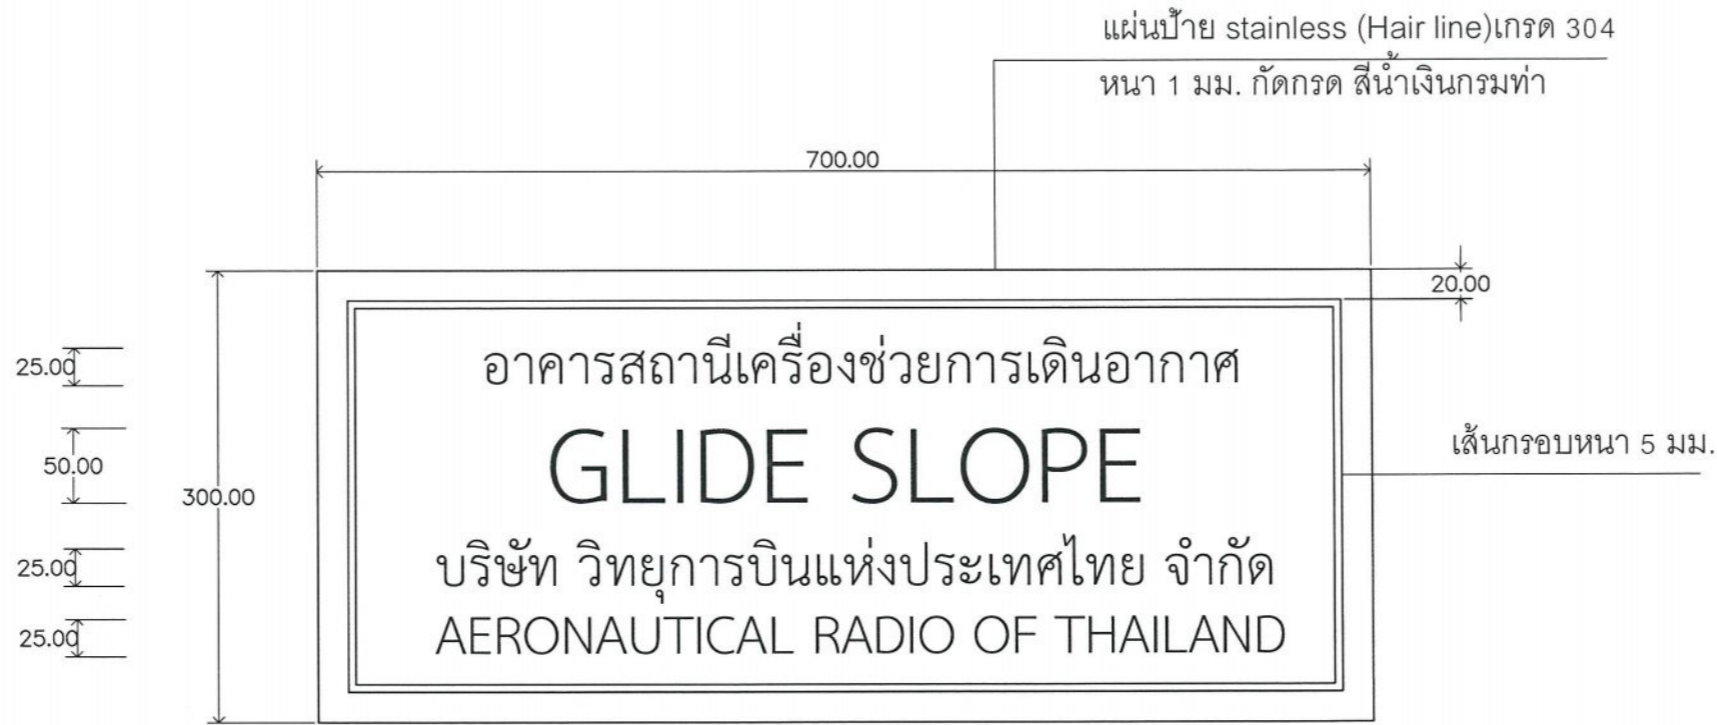 แผ่นป้าย stainless (Hair line)เกรด 304
หนา 1 มม. กัดกรด สีน้ำเงินกรมท่า
700.00
20.00
25.00
อาคารสถานีเครื่องช่วยการเดินอากาศ
50.00
GLIDE SLOPE
เส้นกรอบหนา 5 มม.
300.00
25.00
บริษัท วิทยุการบินแห่งประเทศไทย จำกัด
25.00
AERONAUTICAL RADIO OF THAILAND